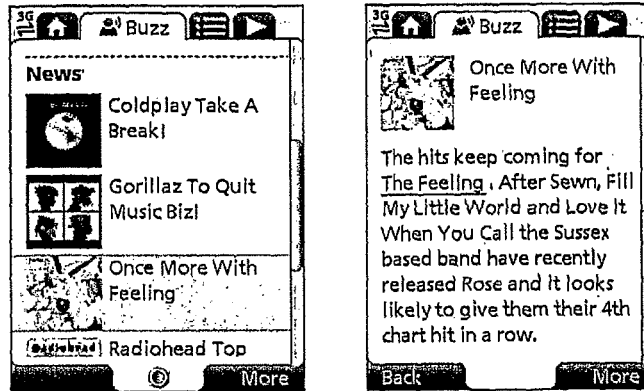 3G
Buzz
News
Coldplay Take A
Break!
Gorillaz To Quit
Music Biz!
Once More With
Feeling
Radiohead
Radiohead Top
More
3G
Buzz
Once More With
Feeling
The hits keep coming for
The Feeling . After Sewn, Fill
My Little World and Love It
When You Call the Sussex
based band have recently
released Rose and it looks
likely to give them their 4th
chart hit in a row.
Back
More